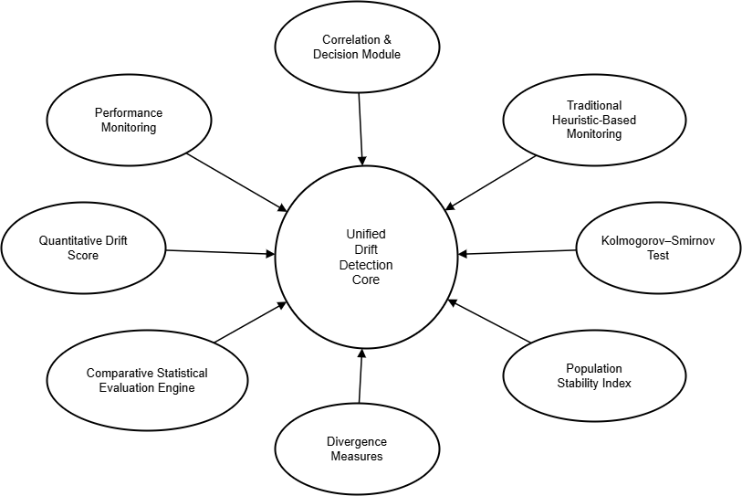 Correlation &
Decision Module
Performance
Monitoring
Traditional
Heuristic-Based
Monitoring
Quantitative Drift
Score
Unified
Drift
Detection
Core
Kolmogorov–Smirnov
Test
Comparative Statistical
Evaluation Engine
Population
Stability Index
Divergence
Measures